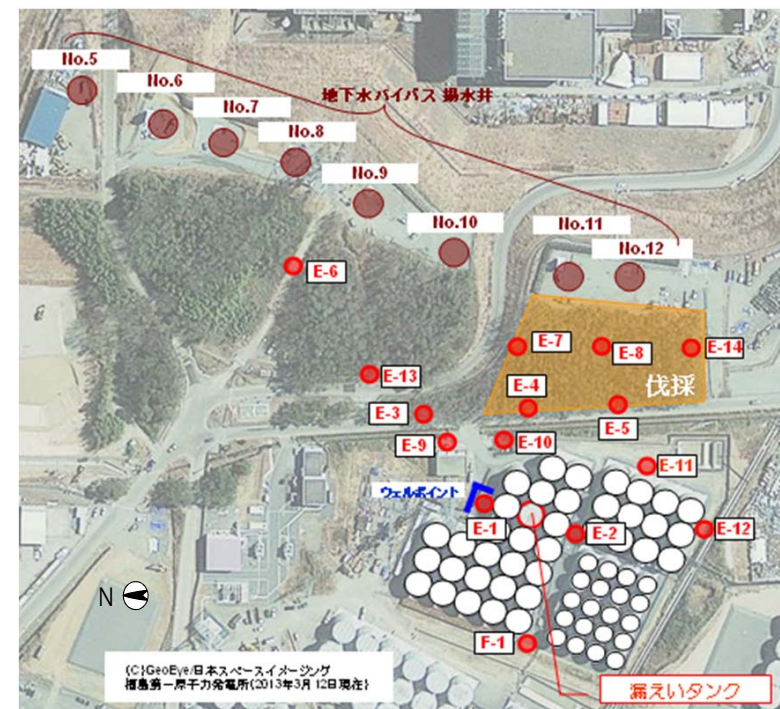 No.5
No.6
No.7
No.8
No.9
No.10
No.11
No.12
地下水バイパス 揚水井
E-6
E-7
E-8
E-14
E-13
E-4
伐採
E-3
E-5
E-9
E-10
E-11
ウェルポイント
E-1
E-2
E-12
N
F-1
(C)GeoEye/日本スペースイメージング
福島第一原子力発電所(2013年3月12日現在)
漏えいタンク